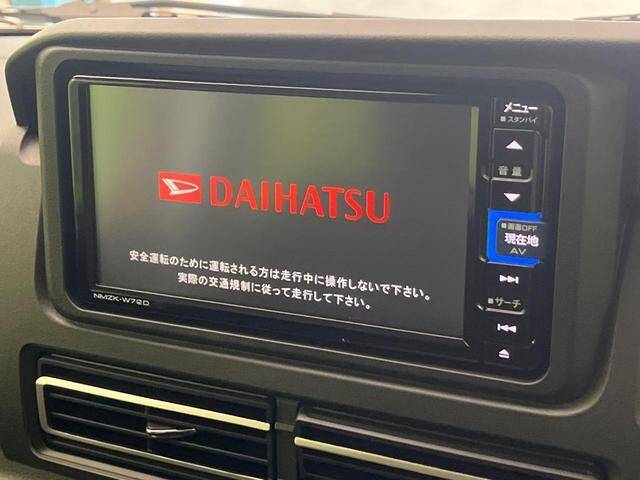 DAIHATSU
安全運転のために運転される方は走行中に操作しないで下さい。
実際の交通規制に従って走行して下さい。
NMZK-W72D
メニュー
スタンバイ
音量
画面OFF
現在地
AV
サーチ